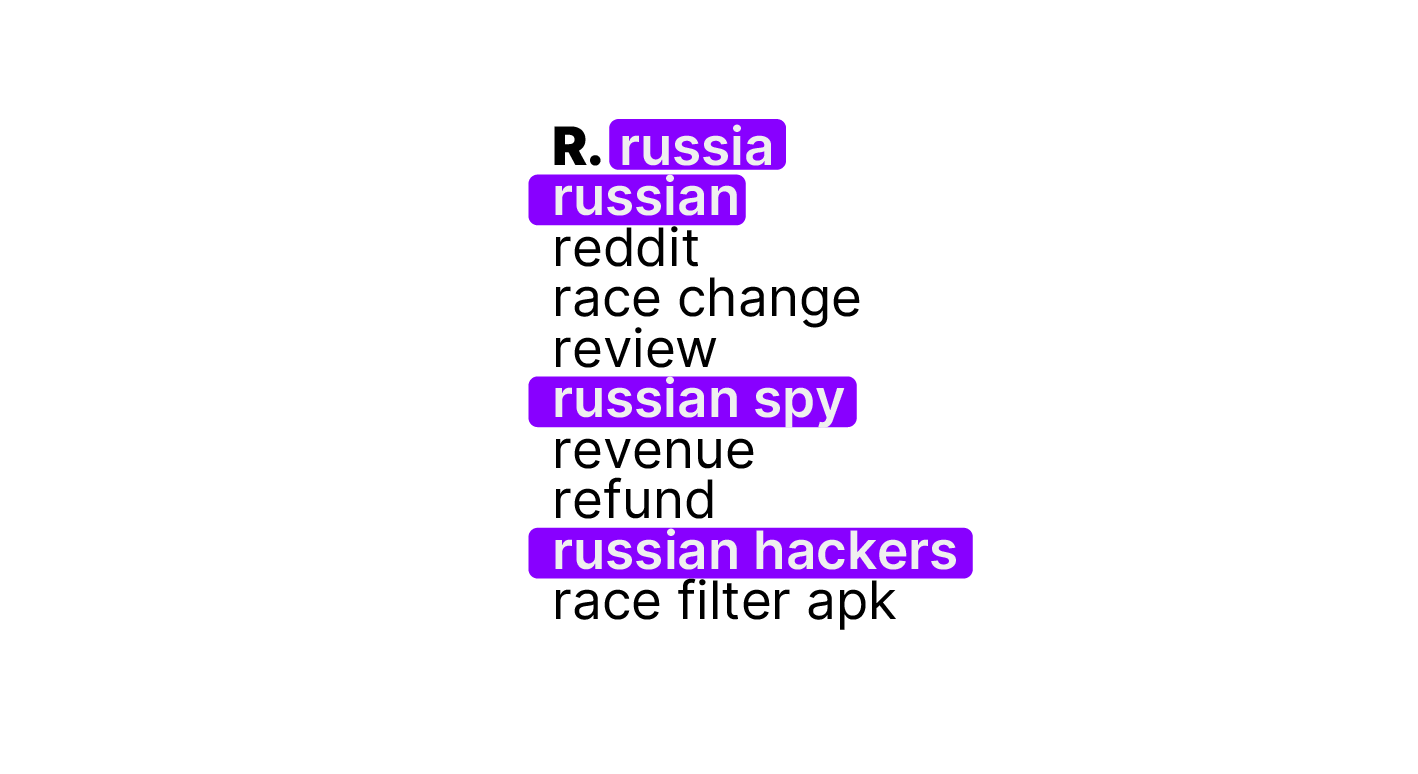 R. russia
russian
reddit
race change
review
russian spy
revenue
refund
russian hackers
race filter apk